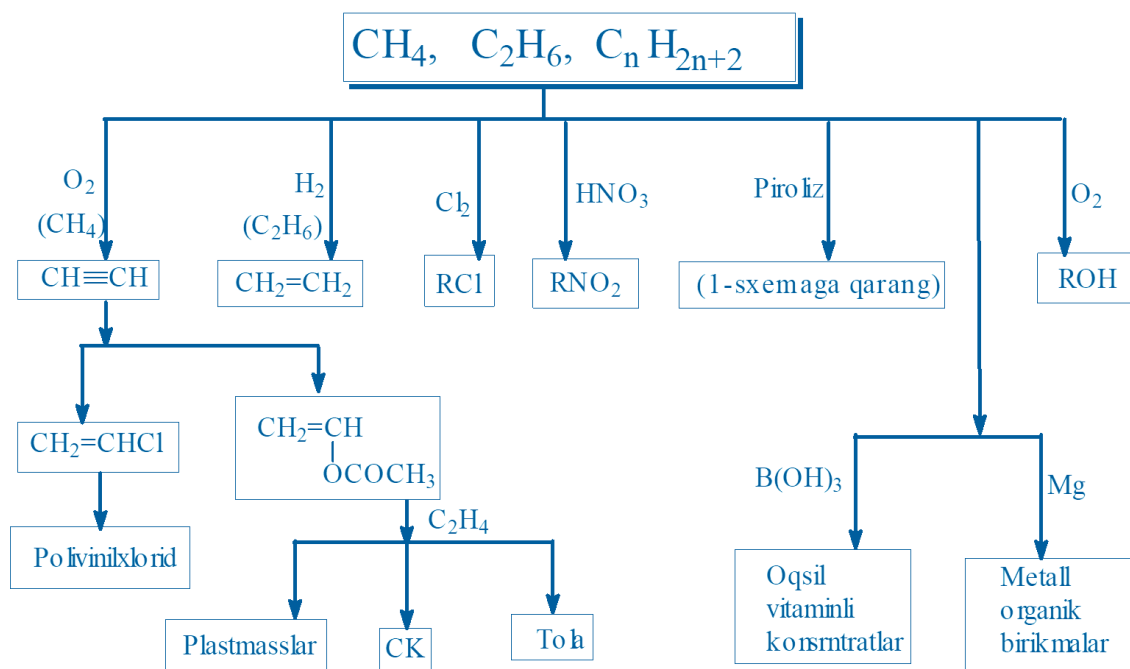 CH₄, C₂H₆, CₙH₂ₙ₊₂
O₂
(CH₄)
H₂
(C₂H₆)
Cl₂
HNO₃
Piroliz
O₂
CH≡CH
CH₂=CH₂
RCl
RNO₂
(1-sxemaga qarang)
ROH
CH₂=CHCl
CH₂=CH
OCOCH₃
B(OH)₃
Mg
C₂H₄
Polivinilxlorid
Plastmasslar
CK
Tola
Oqsil
vitaminli
konsrntratlar
Metall
organik
birikmalar